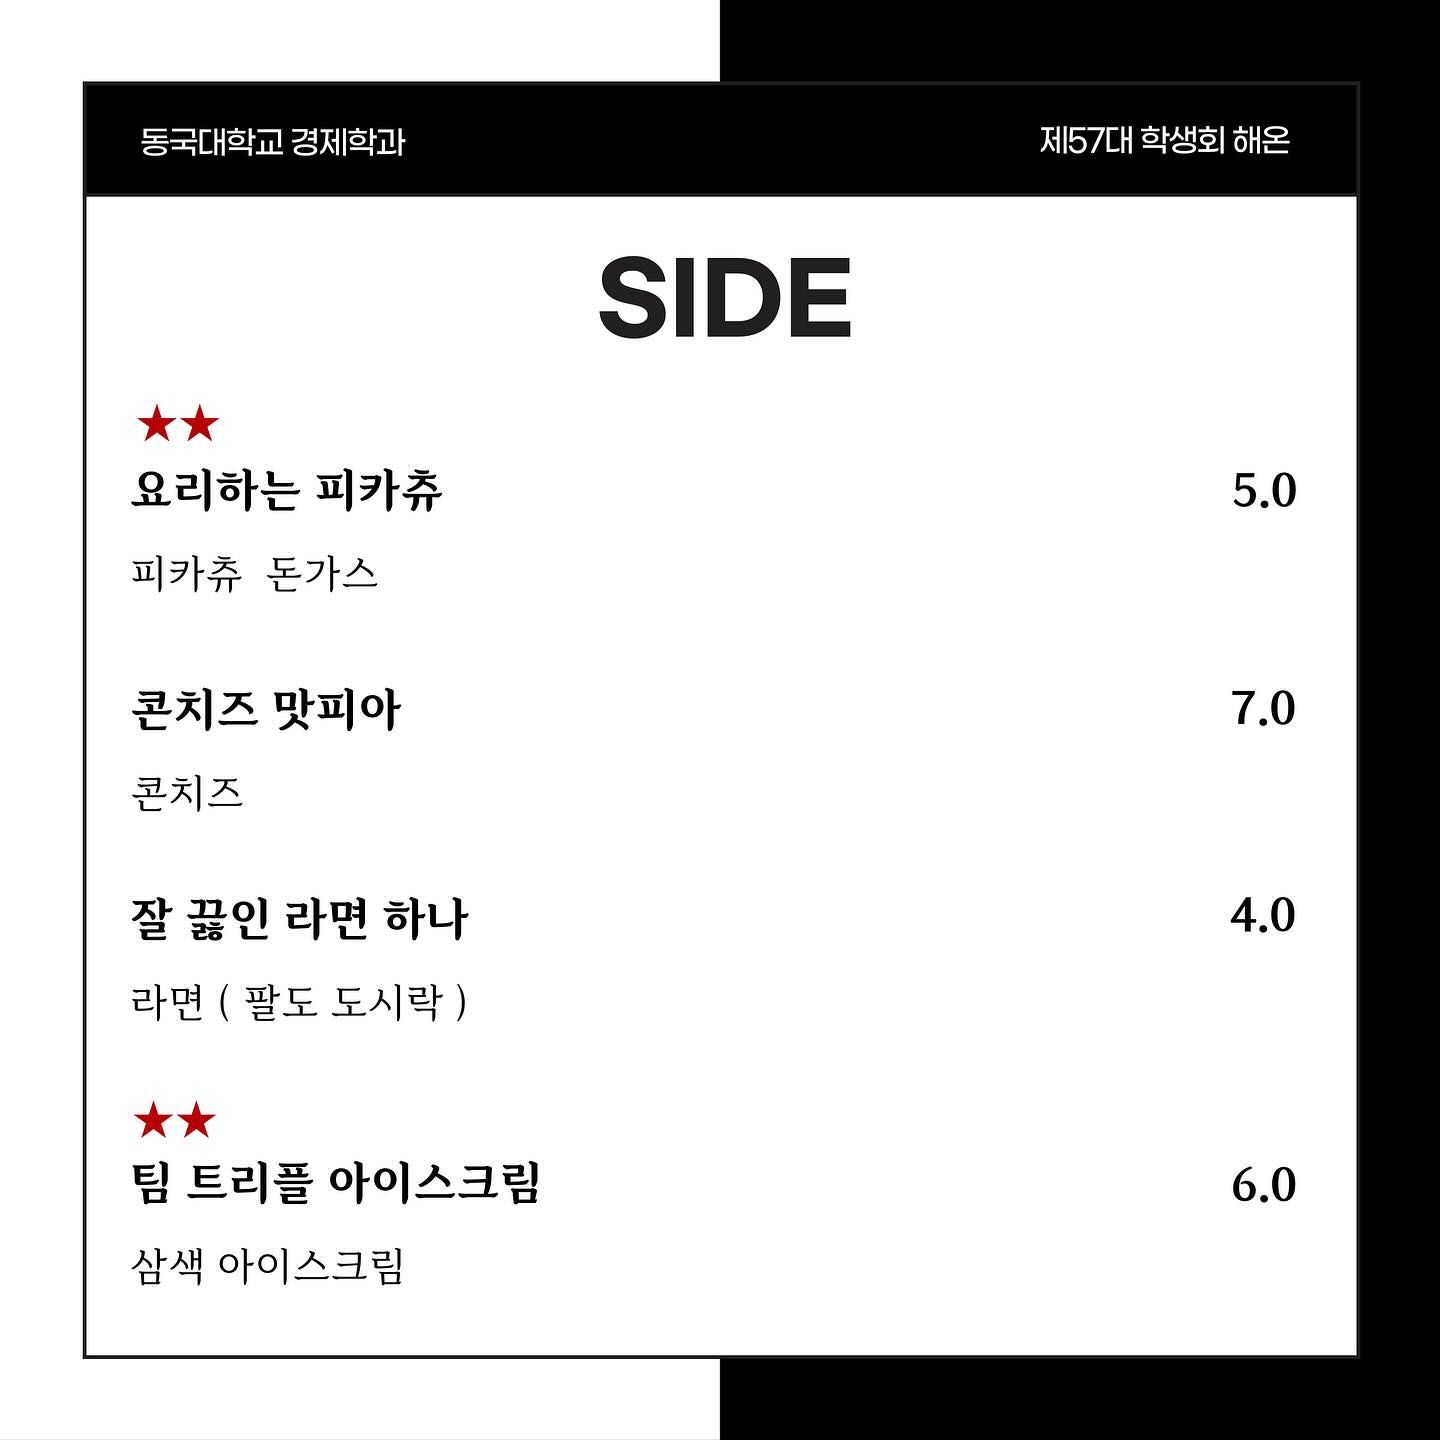 동국대학교 경제학과
제57대 학생회 해온
SIDE
★★
요리하는 피카츄 5.0
피카츄 돈가스
콘치즈 맛피아 7.0
콘치즈
잘 끓인 라면 하나 4.0
라면 ( 팔도 도시락 )
★★
팀 트리플 아이스크림 6.0
삼색 아이스크림